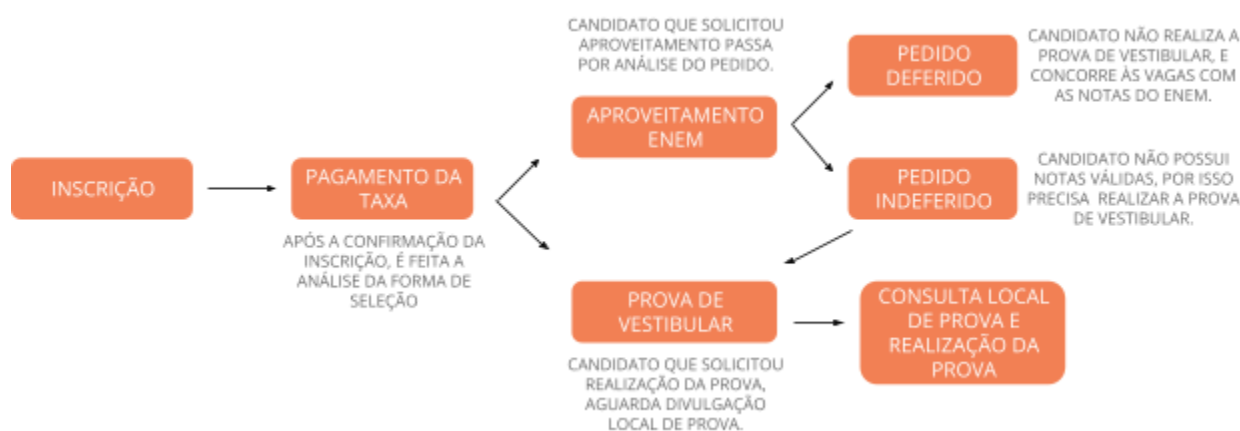 INSCRIÇÃO
PAGAMENTO DA
TAXA
APÓS A CONFIRMAÇÃO DA
INSCRIÇÃO, É FEITA A
ANÁLISE DA FORMA DE
SELEÇÃO
CANDIDATO QUE SOLICITOU
APROVEITAMENTO PASSA
POR ANÁLISE DO PEDIDO.
APROVEITAMENTO
ENEM
PEDIDO
DEFERIDO
CANDIDATO NÃO REALIZA A
PROVA DE VESTIBULAR, E
CONCORRE ÀS VAGAS COM
AS NOTAS DO ENEM.
PEDIDO
INDEFERIDO
CANDIDATO NÃO POSSUI
NOTAS VÁLIDAS, POR ISSO
PRECISA REALIZAR A PROVA
DE VESTIBULAR.
PROVA DE
VESTIBULAR
CANDIDATO QUE SOLICITOU
REALIZAÇÃO DA PROVA,
AGUARDA DIVULGAÇÃO
LOCAL DE PROVA.
CONSULTA LOCAL
DE PROVA E
REALIZAÇÃO DA
PROVA